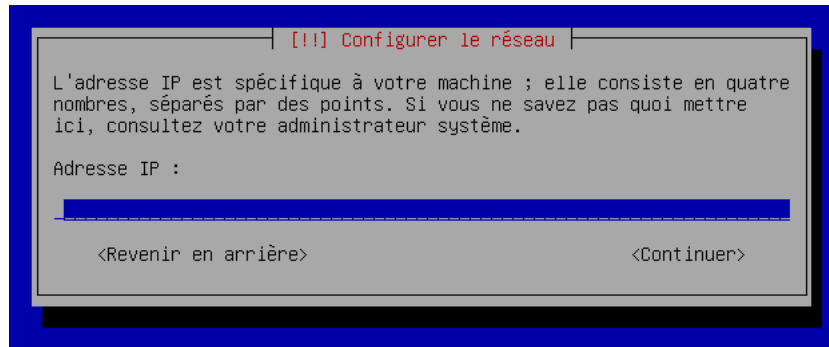 [!!] Configurer le réseau
L'adresse IP est spécifique à votre machine ; elle consiste en quatre
nombres, séparés par des points. Si vous ne savez pas quoi mettre
ici, consultez votre administrateur système.
Adresse IP :
<Revenir en arrière> <Continuer>